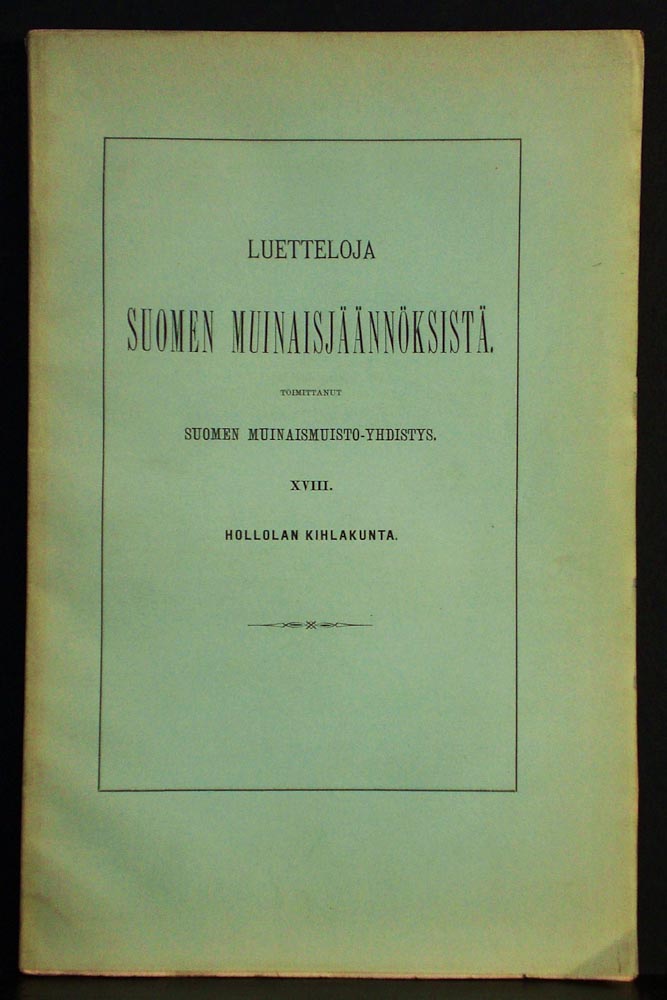 LUETTELOJA
SUOMEN MUINAISJÄÄNNÖKSISTÄ.
TOIMITTANUT
SUOMEN MUINAISMUISTO-YHDISTYS.
XVIII.
HOLLOLAN KIHLAKUNTA.